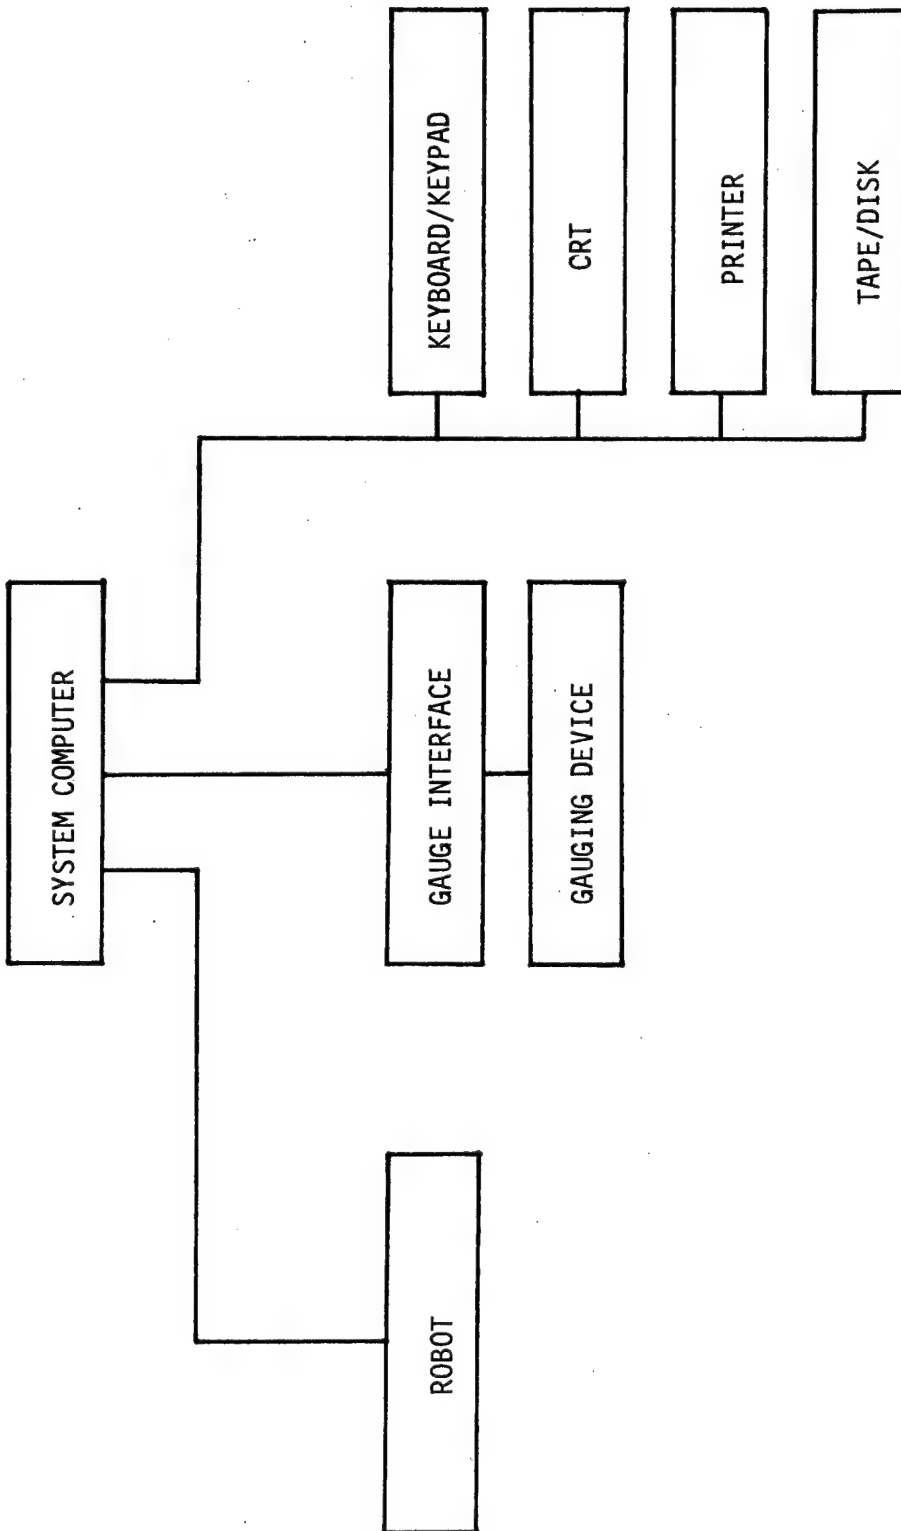 SYSTEM COMPUTER
ROBOT
GAUGE INTERFACE
GAUGING DEVICE
KEYBOARD/KEYPAD
CRT
PRINTER
TAPE/DISK